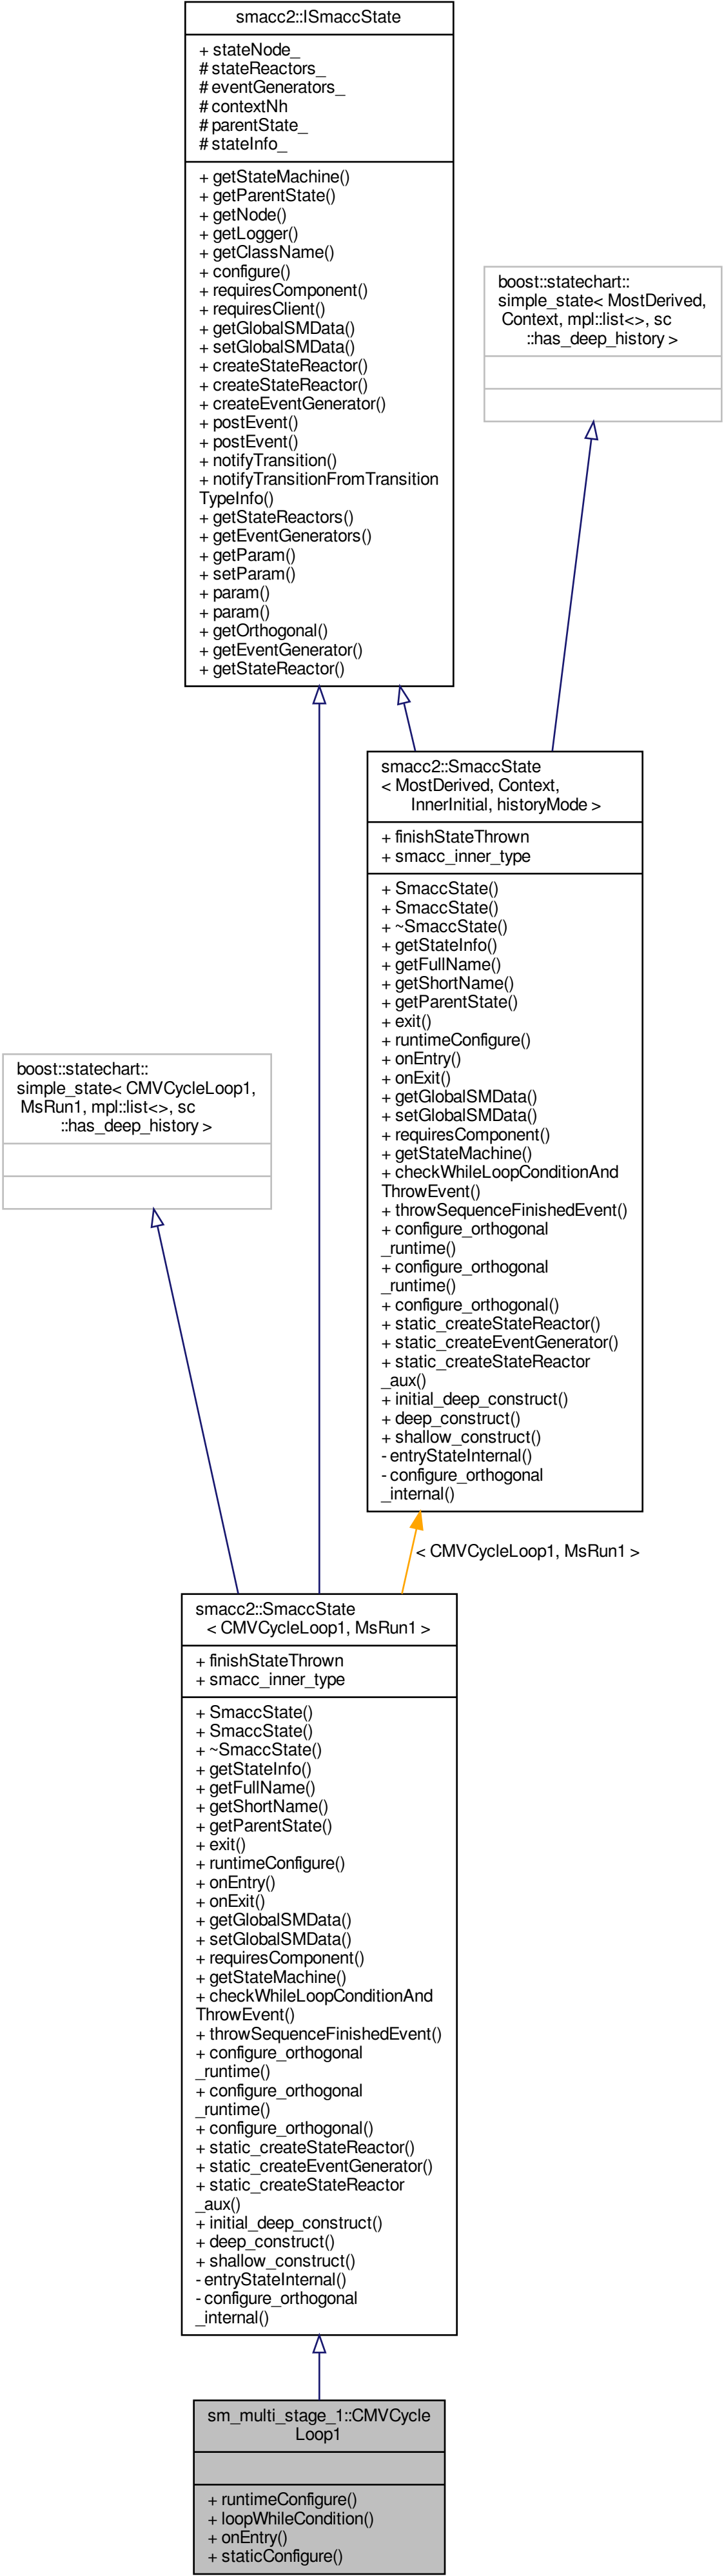 smacc2::ISmaccState
+ stateNode_
# stateReactors_
# eventGenerators_
# contextNh
# parentState_
# stateInfo_
+ getStateMachine()
+ getParentState()
+ getNode()
+ getLogger()
+ getClassName()
+ configure()
+ requiresComponent()
+ requiresClient()
+ getGlobalSMData()
+ setGlobalSMData()
+ createStateReactor()
+ createStateReactor()
+ createEventGenerator()
+ postEvent()
+ postEvent()
+ notifyTransition()
+ notifyTransitionFromTransition
TypeInfo()
+ getStateReactors()
+ getEventGenerators()
+ getParam()
+ setParam()
+ param()
+ param()
+ getOrthogonal()
+ getEventGenerator()
+ getStateReactor()
boost::statechart::
simple_state< MostDerived,
Context, mpl::list<>, sc
::has_deep_history >
smacc2::SmaccState
< MostDerived, Context,
InnerInitial, historyMode >
+ finishStateThrown
+ smacc_inner_type
+ SmaccState()
+ SmaccState()
+ ~SmaccState()
+ getStateInfo()
+ getFullName()
+ getShortName()
+ getParentState()
+ exit()
+ runtimeConfigure()
+ onEntry()
+ onExit()
+ getGlobalSMData()
+ setGlobalSMData()
+ requiresComponent()
+ getStateMachine()
+ checkWhileLoopConditionAnd
ThrowEvent()
+ throwSequenceFinishedEvent()
+ configure_orthogonal
_runtime()
+ configure_orthogonal
_runtime()
+ configure_orthogonal()
+ static_createStateReactor()
+ static_createEventGenerator()
+ static_createStateReactor
_aux()
+ initial_deep_construct()
+ deep_construct()
+ shallow_construct()
- entryStateInternal()
- configure_orthogonal
_internal()
boost::statechart::
simple_state< CMVCycleLoop1,
MsRun1, mpl::list<>, sc
::has_deep_history >
< CMVCycleLoop1, MsRun1 >
smacc2::SmaccState
< CMVCycleLoop1, MsRun1 >
+ finishStateThrown
+ smacc_inner_type
+ SmaccState()
+ SmaccState()
+ ~SmaccState()
+ getStateInfo()
+ getFullName()
+ getShortName()
+ getParentState()
+ exit()
+ runtimeConfigure()
+ onEntry()
+ onExit()
+ getGlobalSMData()
+ setGlobalSMData()
+ requiresComponent()
+ getStateMachine()
+ checkWhileLoopConditionAnd
ThrowEvent()
+ throwSequenceFinishedEvent()
+ configure_orthogonal
_runtime()
+ configure_orthogonal
_runtime()
+ configure_orthogonal()
+ static_createStateReactor()
+ static_createEventGenerator()
+ static_createStateReactor
_aux()
+ initial_deep_construct()
+ deep_construct()
+ shallow_construct()
- entryStateInternal()
- configure_orthogonal
_internal()
sm_multi_stage_1::CMVCycle
Loop1
+ runtimeConfigure()
+ loopWhileCondition()
+ onEntry()
+ staticConfigure()